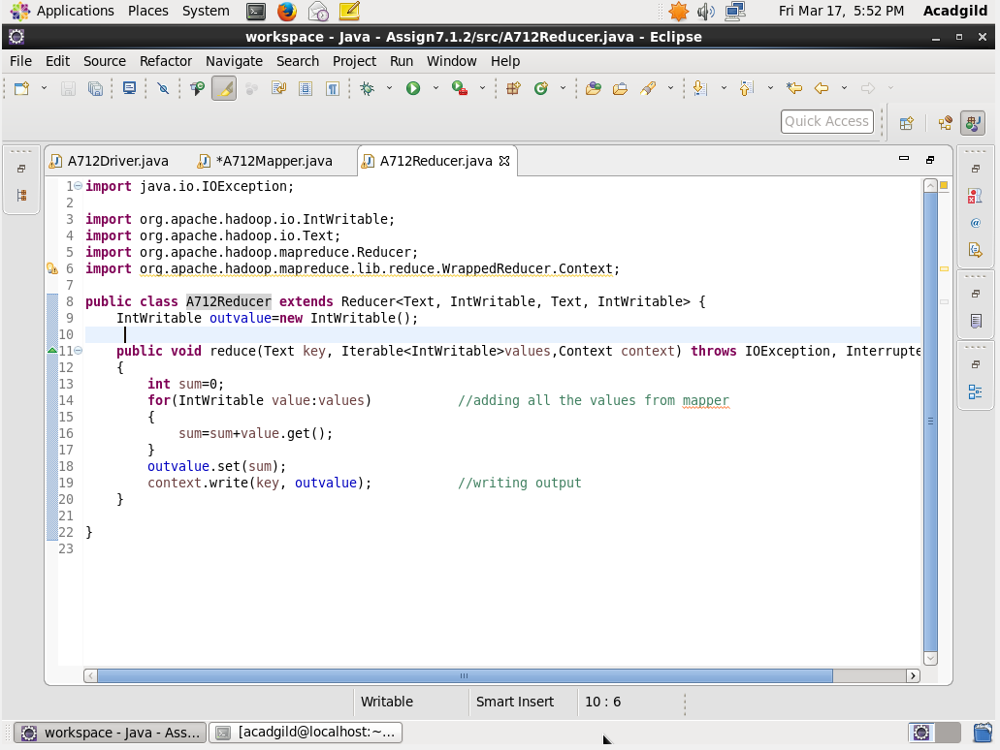 Applications Places System Fri Mar 17, 5:52 PM Acadgild
workspace - Java - Assign7.1.2/src/A712Reducer.java - Eclipse
File Edit Source Refactor Navigate Search Project Run Window Help
Quick Access
A712Driver.java *A712Mapper.java A712Reducer.java
1 import java.io.IOException;
2
3 import org.apache.hadoop.io.IntWritable;
4 import org.apache.hadoop.io.Text;
5 import org.apache.hadoop.mapreduce.Reducer;
6 import org.apache.hadoop.mapreduce.lib.reduce.WrappedReducer.Context;
7
8 public class A712Reducer extends Reducer<Text, IntWritable, Text, IntWritable> {
9 IntWritable outvalue=new IntWritable();
10
11 public void reduce(Text key, Iterable<IntWritable>values,Context context) throws IOException, Interrupte
12 {
13 int sum=0;
14 for(IntWritable value:values) //adding all the values from mapper
15 {
16 sum=sum+value.get();
17 }
18 outvalue.set(sum);
19 context.write(key, outvalue); //writing output
20 }
21
22 }
23
Writable Smart Insert 10 : 6
workspace - Java - Ass... [acadgild@localhost:~...